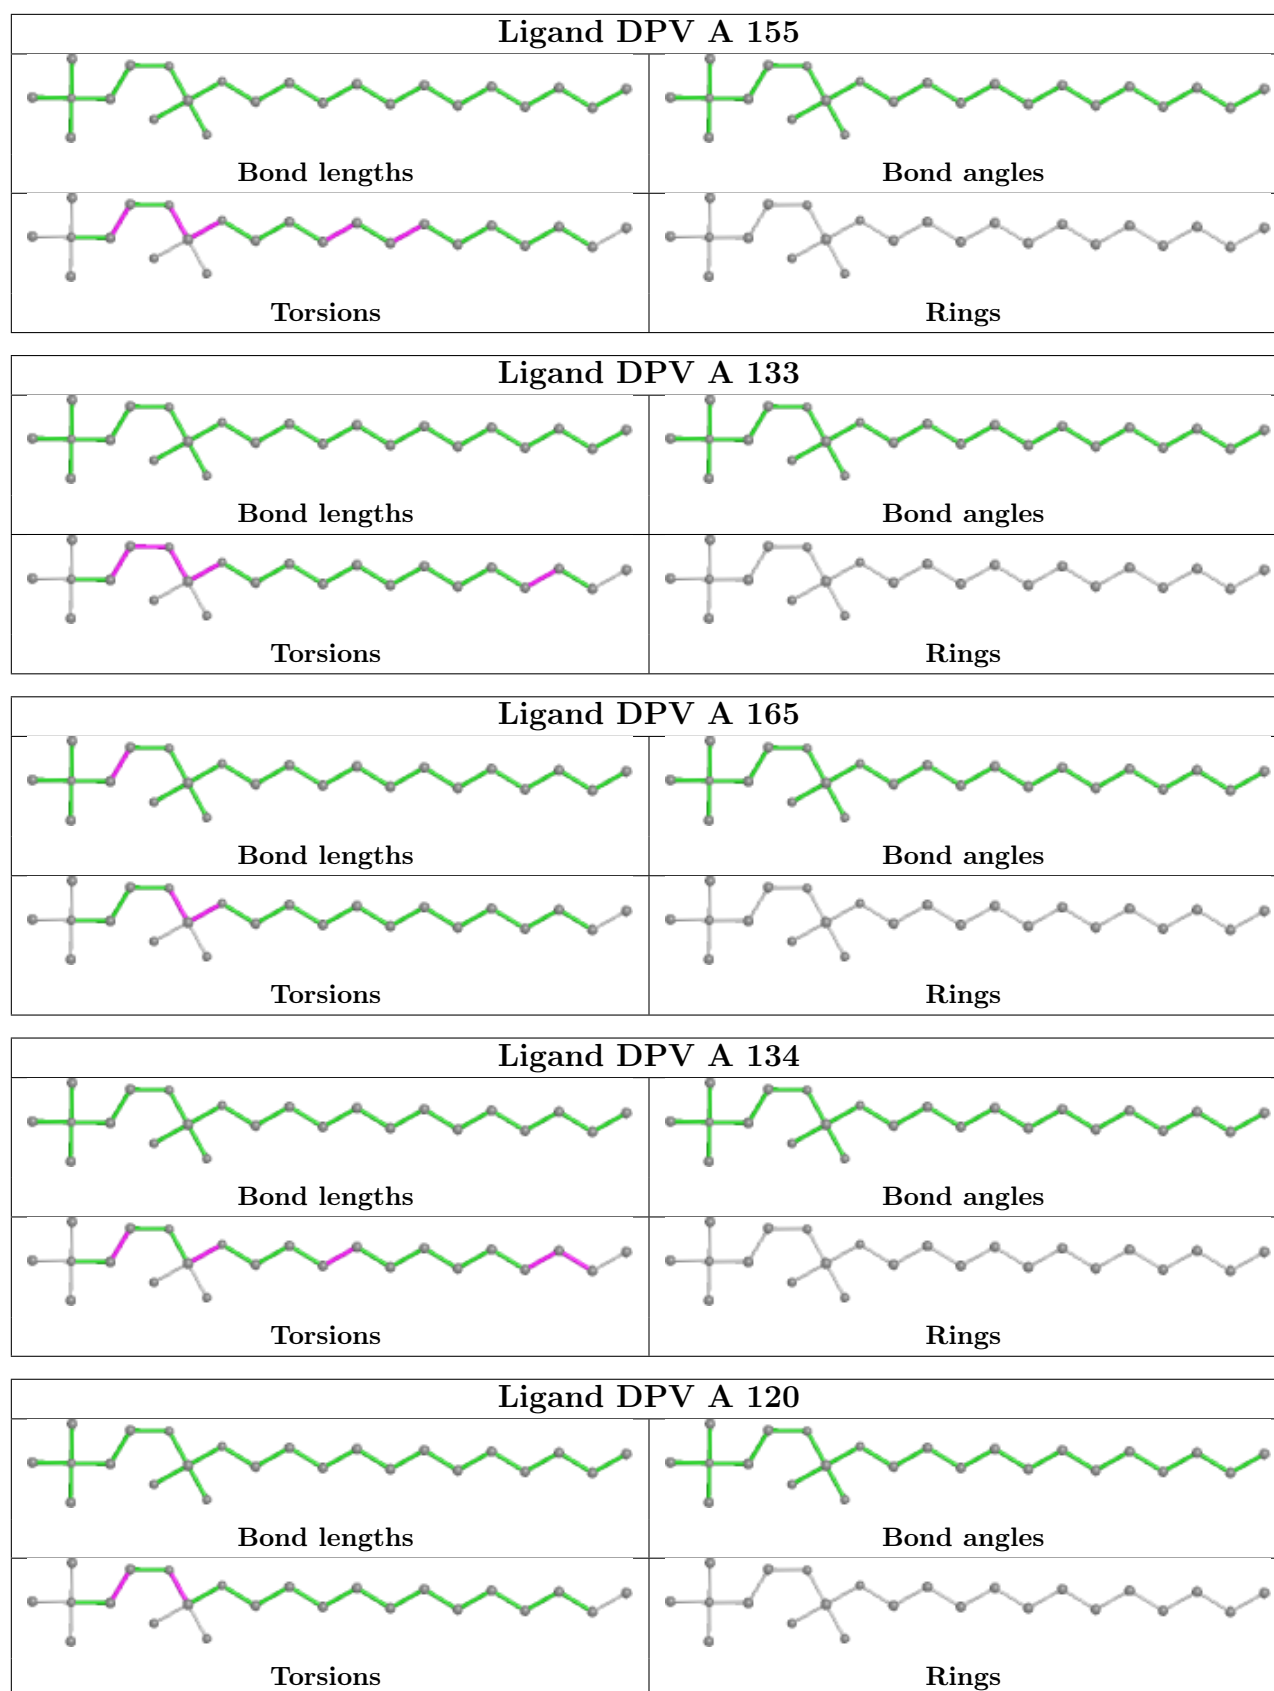 Ligand DPV A 155
Bond lengths Bond angles
Torsions Rings
Ligand DPV A 133
Bond lengths Bond angles
Torsions Rings
Ligand DPV A 165
Bond lengths Bond angles
Torsions Rings
Ligand DPV A 134
Bond lengths Bond angles
Torsions Rings
Ligand DPV A 120
Bond lengths Bond angles
Torsions Rings